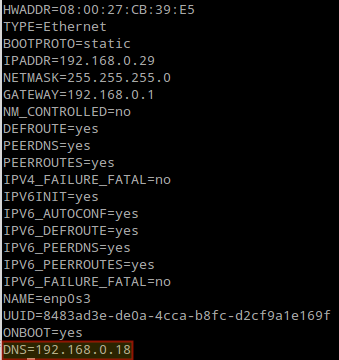 HWADDR=08:00:27:CB:39:E5
TYPE=Ethernet
BOOTPROTO=static
IPADDR=192.168.0.29
NETMASK=255.255.255.0
GATEWAY=192.168.0.1
NM_CONTROLLED=no
DEFROUTE=yes
PEERDNS=yes
PEERROUTES=yes
IPV4_FAILURE_FATAL=no
IPV6INIT=yes
IPV6_AUTOCONF=yes
IPV6_DEFROUTE=yes
IPV6_PEERDNS=yes
IPV6_PEERROUTES=yes
IPV6_FAILURE_FATAL=no
NAME=enp0s3
UUID=8483ad3e-de0a-4cca-b8fc-d2cf9a1e169f
ONBOOT=yes
DNS=192.168.0.18